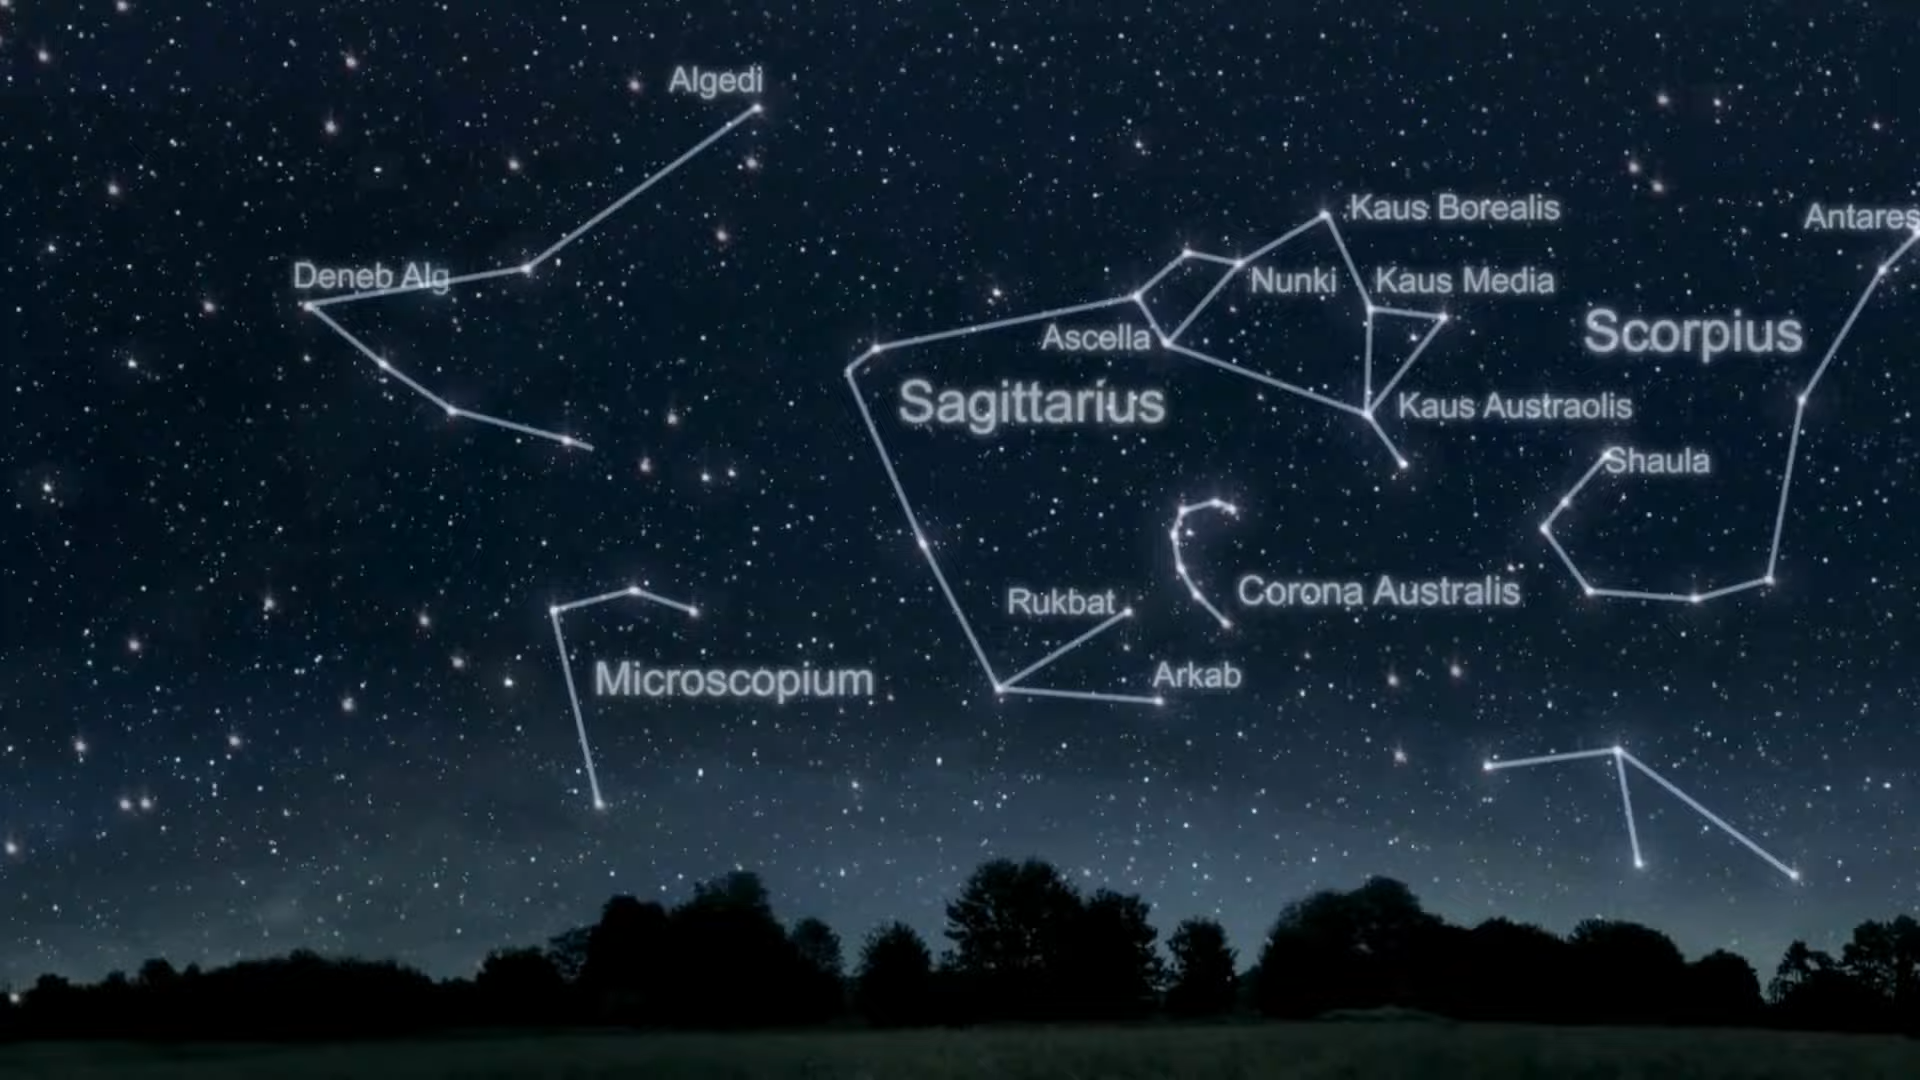 Algedi
Kaus Borealis
Antares
Deneb Alg
Nunki
Kaus Media
Ascella
Scorpius
Sagittarius
Kaus Austraolis
Shaula
Rukbat
Corona Australis
Microscopium
Arkab